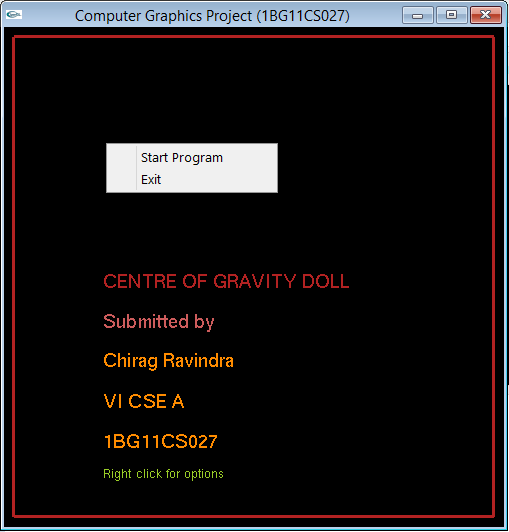 Computer Graphics Project (1BG11CS027)
Start Program
Exit
CENTRE OF GRAVITY DOLL
Submitted by
Chirag Ravindra
VI CSE A
1BG11CS027
Right click for options